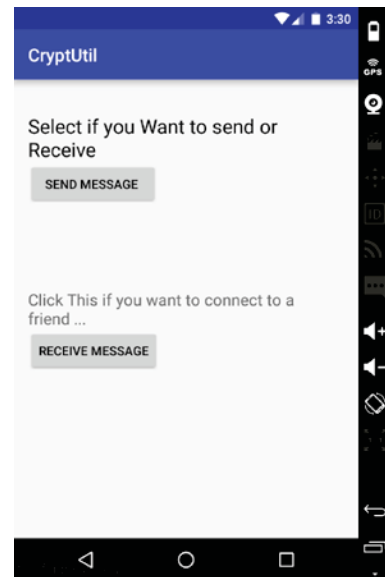 3:30
CryptUtil
GPS
Select if you Want to send or
Receive
SEND MESSAGE
ID
Click This if you want to connect to a
friend ...
RECEIVE MESSAGE